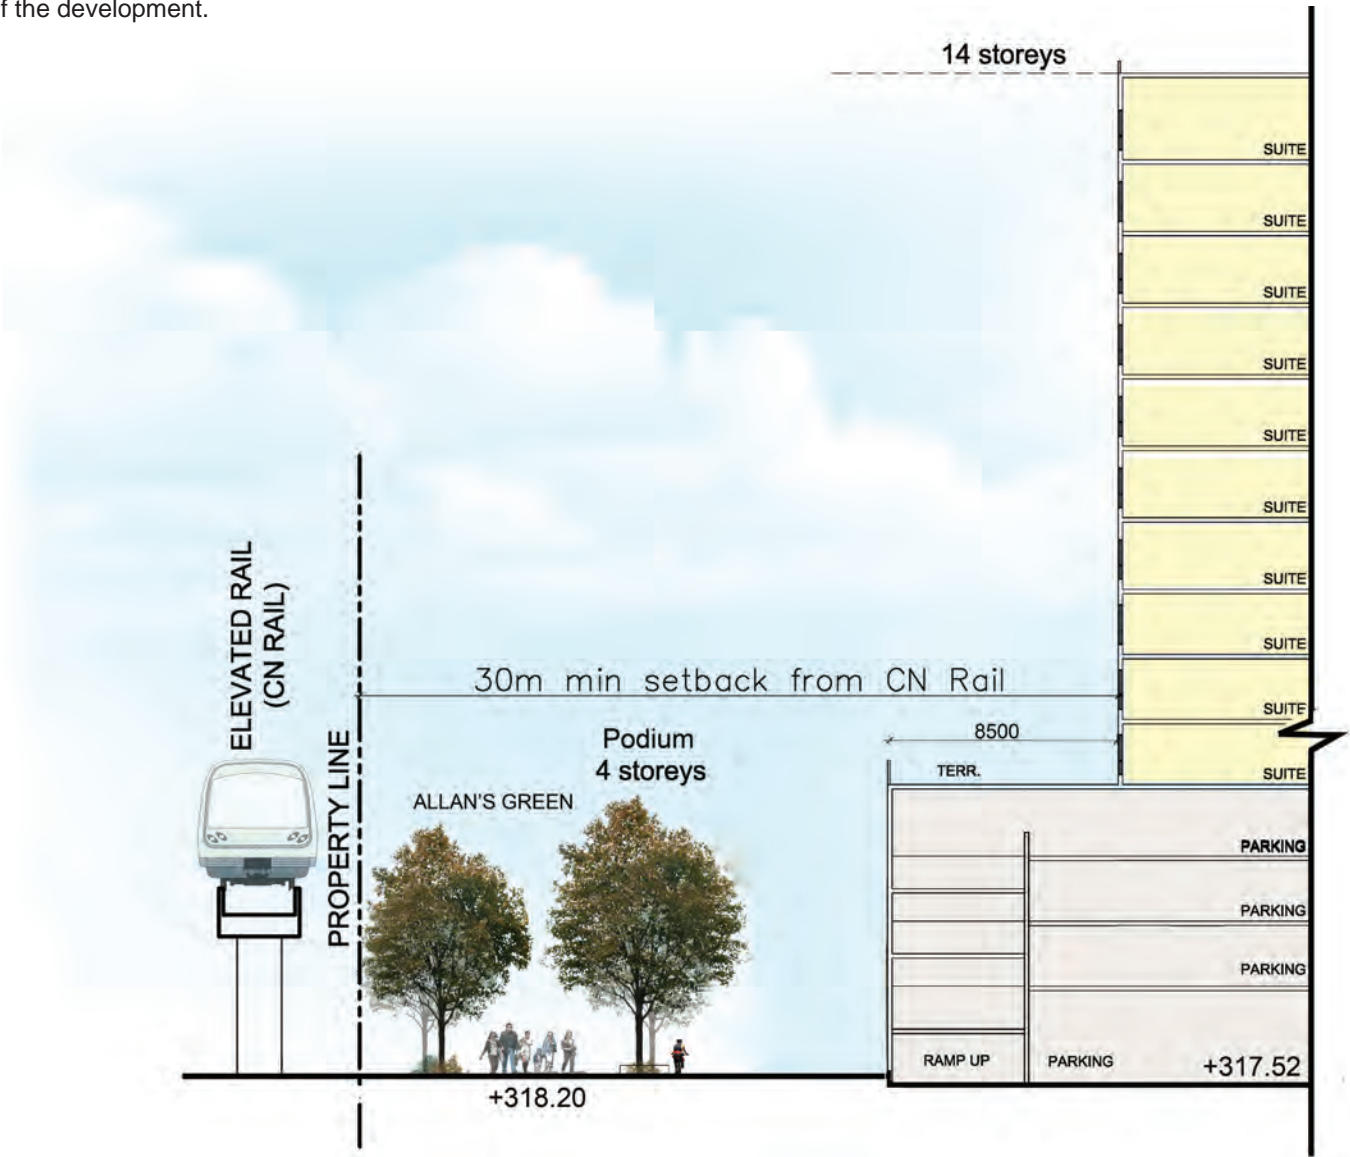 f the development.
14 storeys
SUITE
SUITE
SUITE
SUITE
SUITE
SUITE
SUITE
SUITE
SUITE
SUITE
ELEVATED RAIL
(CN RAIL)
PROPERTY LINE
30m min setback from CN Rail
8500
Podium
4 storeys
TERR.
ALLAN'S GREEN
PARKING
PARKING
PARKING
RAMP UP
PARKING
+317.52
+318.20